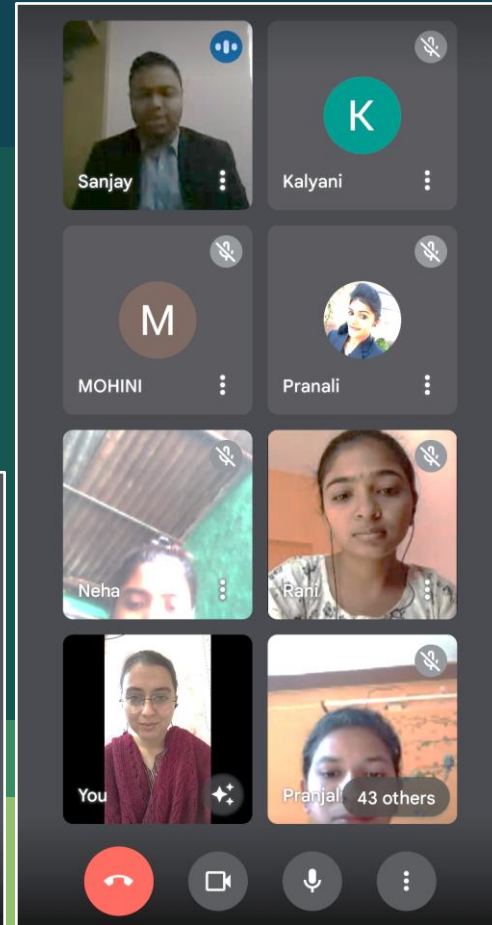 Sanjay
K
Kalyani
M
MOHINI
Pranali
Neha
Rani
You
Pranjal
43 others